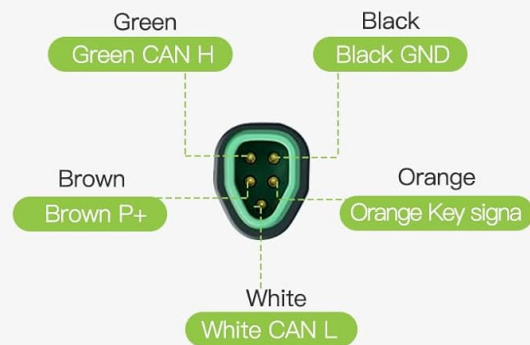 Green
Green CAN H
Black
Black GND
Brown
Brown P+
Orange
Orange Key signa
White
White CAN L